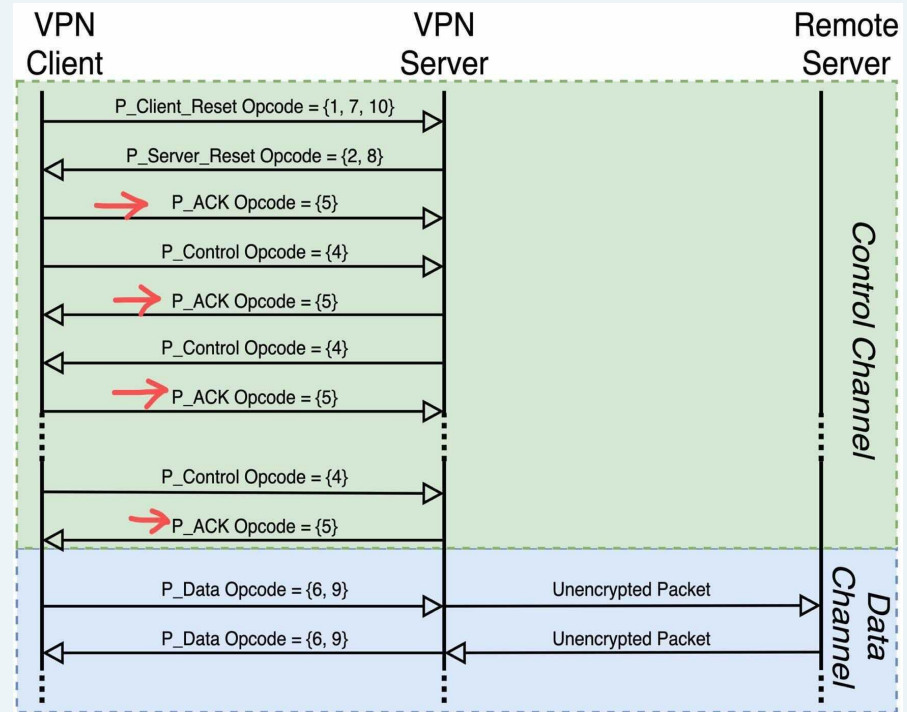 VPN
Client
VPN
Server
Remote
Server
P_Client_Reset Opcode = {1, 7, 10}
P_Server_Reset Opcode = {2, 8}
P_ACK Opcode = {5}
P_Control Opcode = {4}
P_ACK Opcode = {5}
P_Control Opcode = {4}
P_ACK Opcode = {5}
P_Control Opcode = {4}
P_ACK Opcode = {5}
Control Channel
P_Data Opcode = {6, 9}
Unencrypted Packet
P_Data Opcode = {6, 9}
Unencrypted Packet
Data
Channel